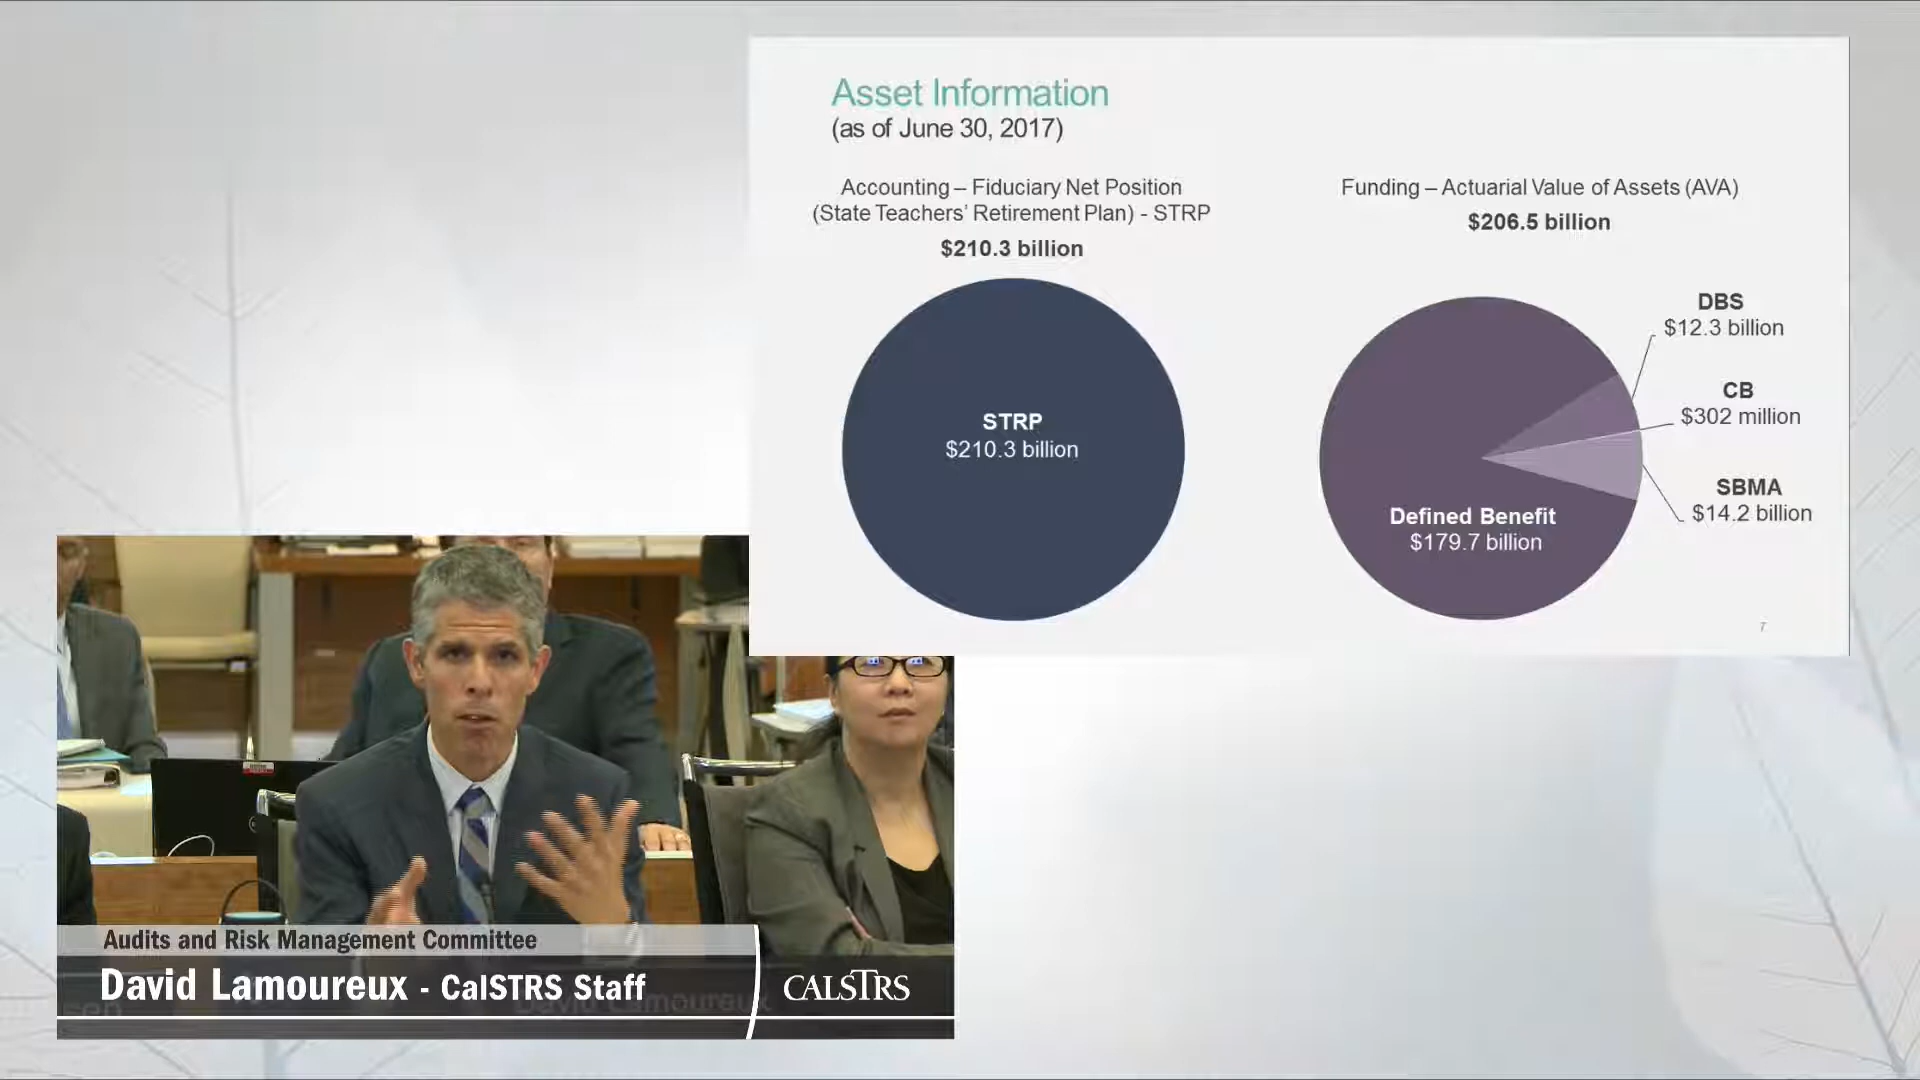 Asset Information
(as of June 30, 2017)
Accounting – Fiduciary Net Position
(State Teachers' Retirement Plan) - STRP
$210.3 billion
STRP
$210.3 billion
Funding – Actuarial Value of Assets (AVA)
$206.5 billion
DBS
$12.3 billion
CB
$302 million
SBMA
$14.2 billion
Defined Benefit
$179.7 billion
7
Audits and Risk Management Committee
David Lamoureux - CalSTRS Staff
David Lamoureux
CALSTRS